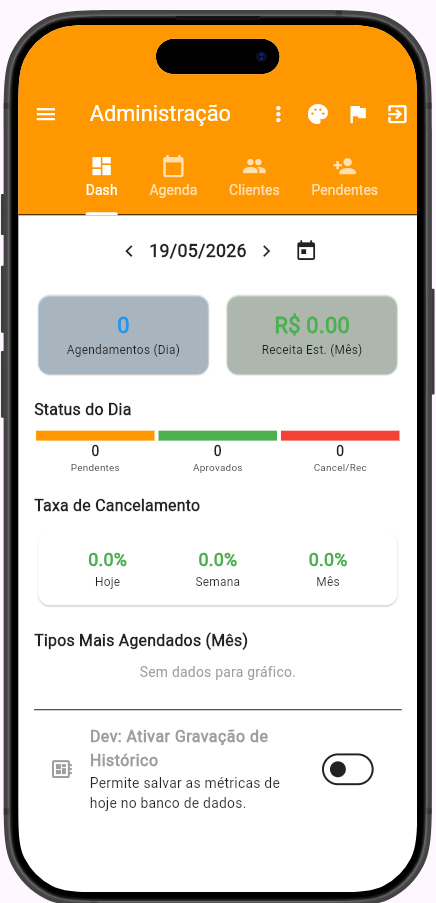 Administração
Dash
Agenda
Clientes
Pendentes
19/05/2026
0
Agendamentos (Dia)
R$ 0.00
Receita Est. (Mês)
Status do Dia
0
Pendentes
0
Aprovados
0
Cancel/Rec
Taxa de Cancelamento
0.0%
Hoje
0.0%
Semana
0.0%
Mês
Tipos Mais Agendados (Mês)
Sem dados para gráfico.
Dev: Ativar Gravação de
Histórico
Permite salvar as métricas de
hoje no banco de dados.